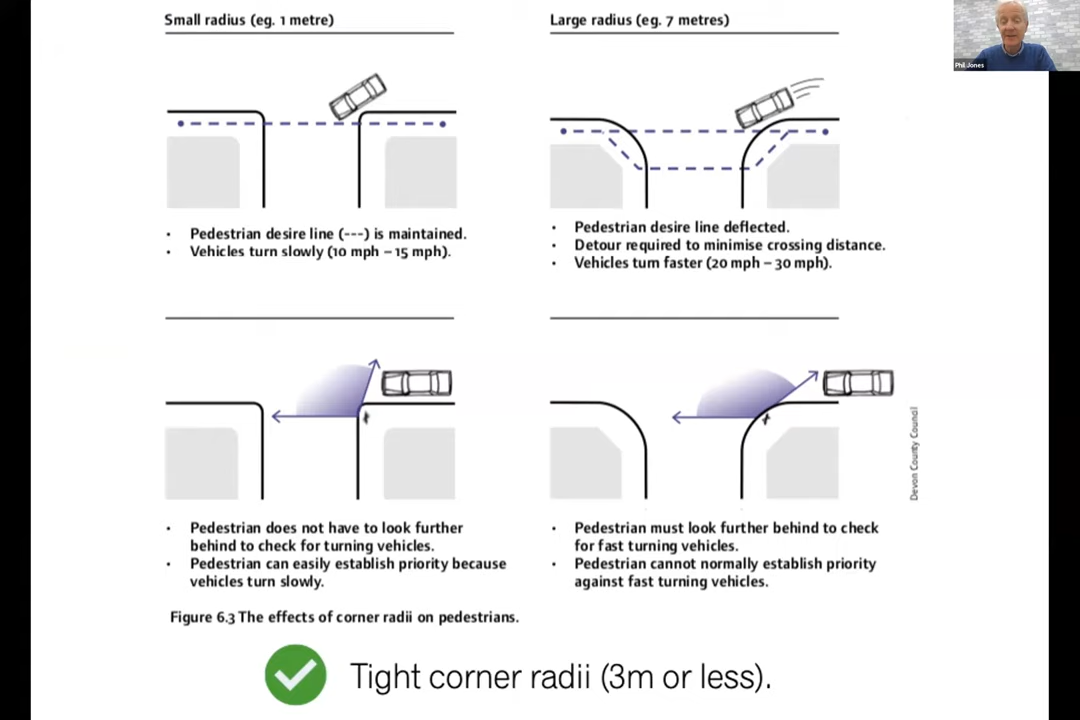 Small radius (eg. 1 metre)
Large radius (eg. 7 metres)
Phil Jones
Pedestrian desire line (---) is maintained.
Vehicles turn slowly (10 mph – 15 mph).
Pedestrian desire line deflected.
Detour required to minimise crossing distance.
Vehicles turn faster (20 mph – 30 mph).
Pedestrian does not have to look further
behind to check for turning vehicles.
Pedestrian can easily establish priority because
vehicles turn slowly.
Pedestrian must look further behind to check
for fast turning vehicles.
Pedestrian cannot normally establish priority
against fast turning vehicles.
Devon County Council
Figure 6.3 The effects of corner radii on pedestrians.
Tight corner radii (3m or less).